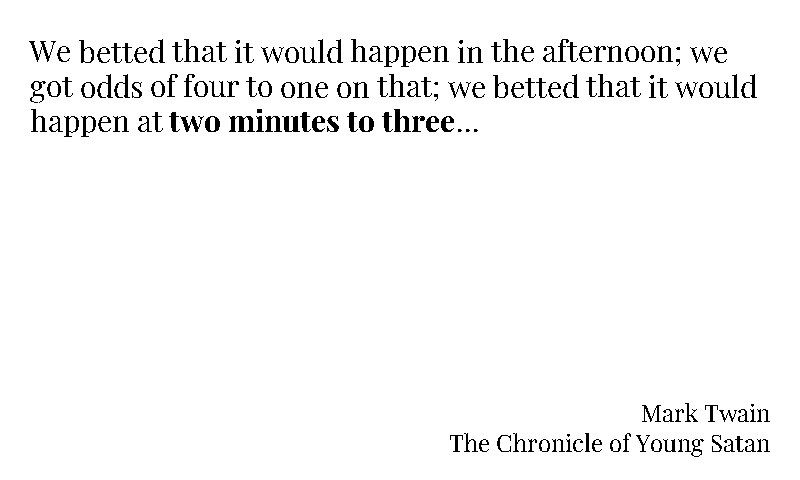 We betted that it would happen in the afternoon; we
got odds of four to one on that; we betted that it would
happen at two minutes to three...
Mark Twain
The Chronicle of Young Satan